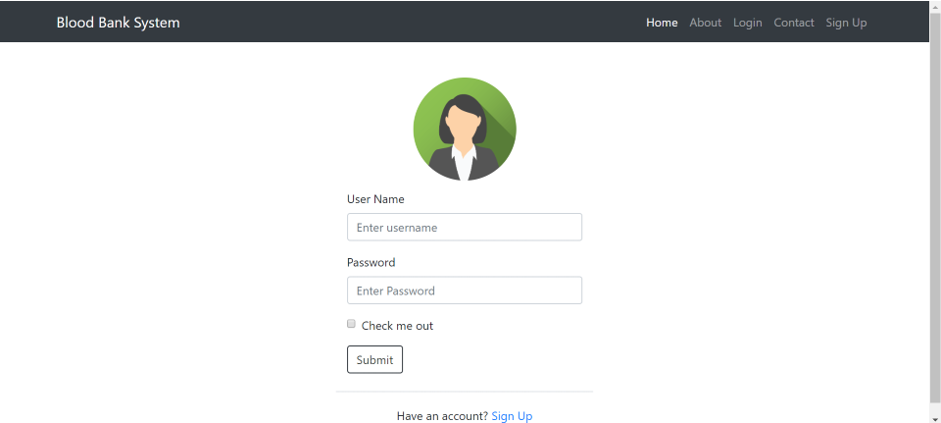 Blood Bank System Home About Login Contact Sign Up
User Name
Enter username
Password
Enter Password
Check me out
Submit
Have an account? Sign Up